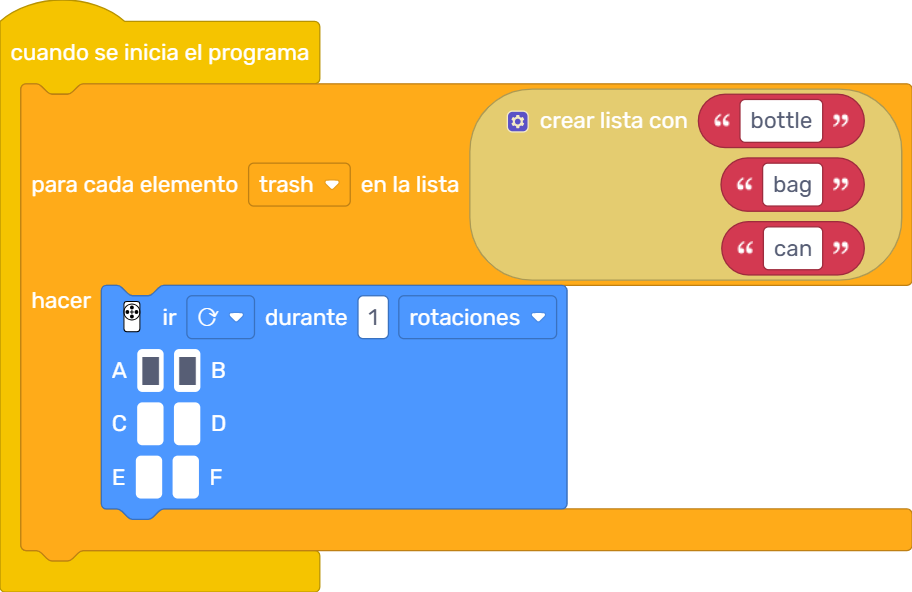 cuando se inicia el programa
crear lista con “ bottle ”
para cada elemento trash en la lista “ bag ”
“ can ”
hacer
ir durante 1 rotaciones
A B
C D
E F